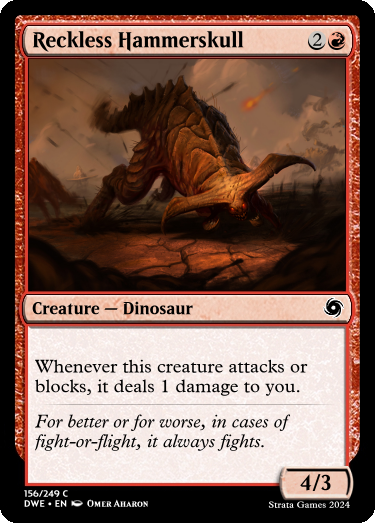 Reckless Hammerskull 2
Creature — Dinosaur
Whenever this creature attacks or
blocks, it deals 1 damage to you.
For better or for worse, in cases of
fight-or-flight, it always fights.
4/3
156/249 C
DWE • EN Omer Aharon
Strata Games 2024